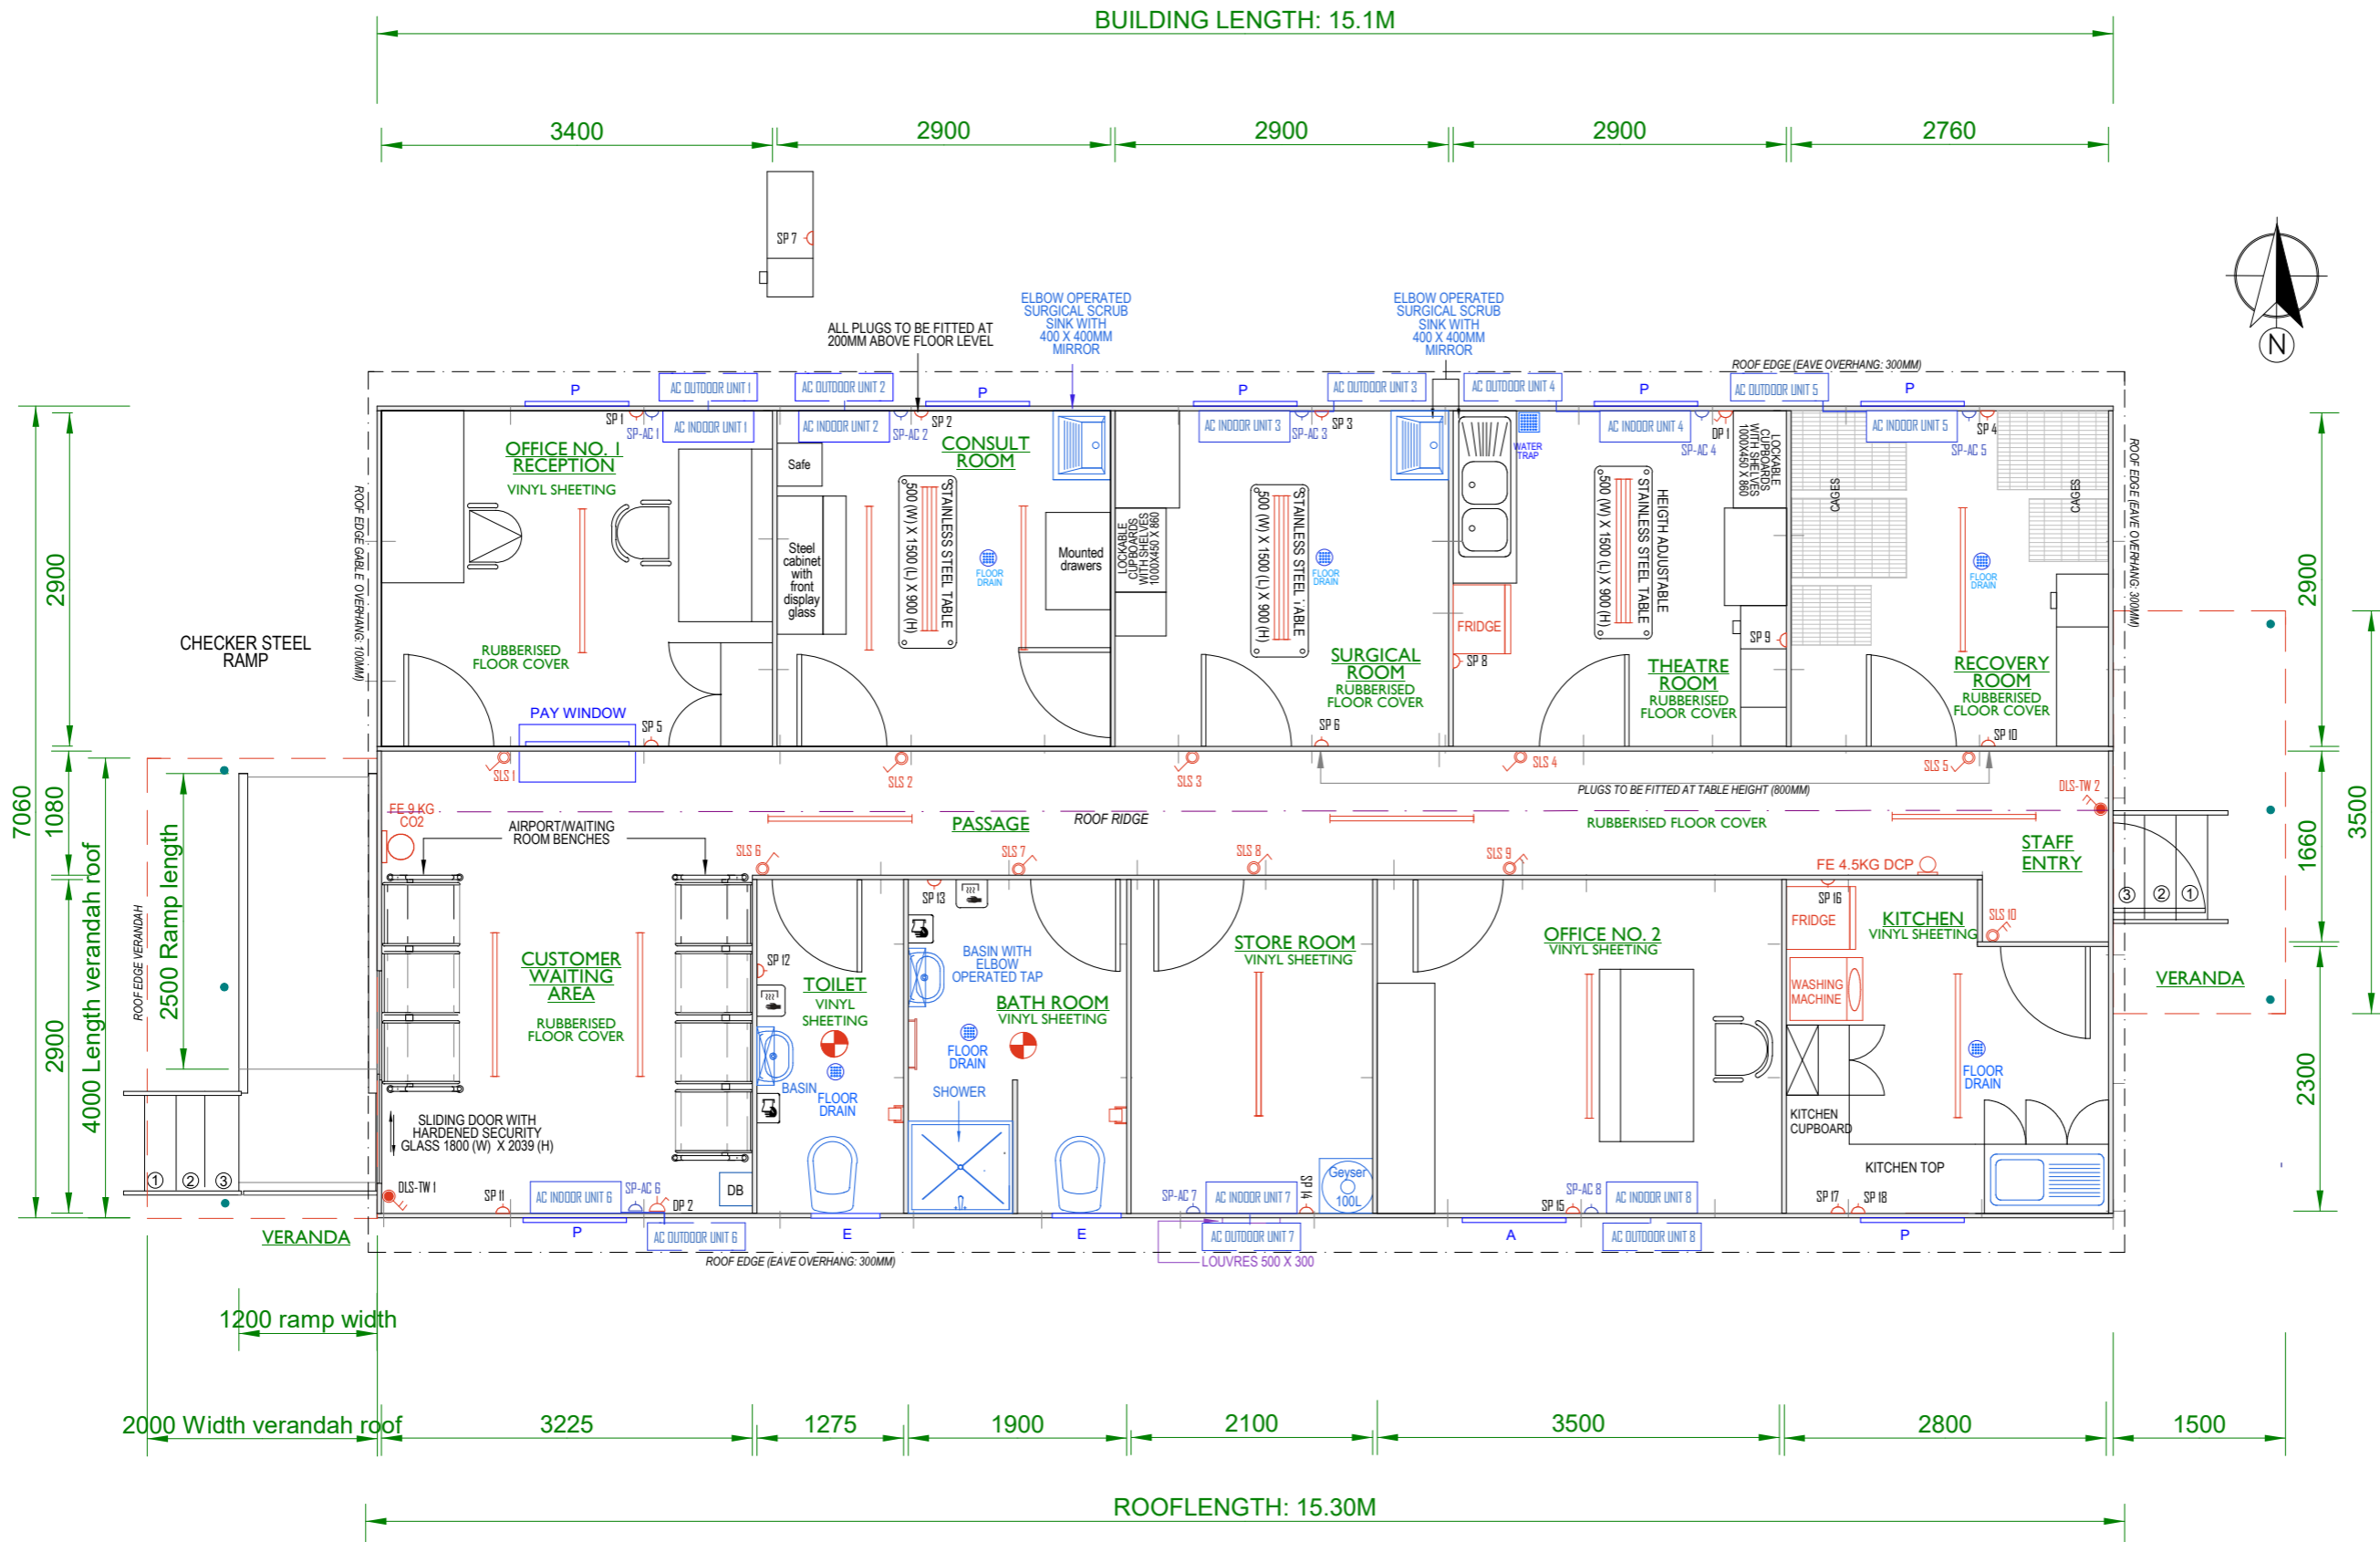 BUILDING LENGTH: 15.1M
3400
2900
2900
2900
2760
SP 7
N
ALL PLUGS TO BE FITTED AT
200MM ABOVE FLOOR LEVEL
ELBOW OPERATED
SURGICAL SCRUB
SINK WITH
400 X 400MM
MIRROR
ELBOW OPERATED
SURGICAL SCRUB
SINK WITH
400 X 400MM
MIRROR
ROOF EDGE (EAVE OVERHANG: 300MM)
P
AC OUTDOOR UNIT 1
AC OUTDOOR UNIT 2
P
P
AC OUTDOOR UNIT 3
AC OUTDOOR UNIT 4
P
AC OUTDOOR UNIT 5
P
SP 1
SP-AC 1
AC INDOOR UNIT 1
AC INDOOR UNIT 2
SP-AC 2
SP 2
AC INDOOR UNIT 3
SP-AC 3
SP 3
WATER
TRAP
AC INDOOR UNIT 4
SP-AC 4
DP 1
AC INDOOR UNIT 5
SP-AC 5
SP 4
OFFICE NO. 1
RECEPTION
VINYL SHEETING
RUBBERISED
FLOOR COVER
PAY WINDOW
SP 5
CONSULT
ROOM
Safe
Steel
cabinet
with
front
display
glass
STAINLESS STEEL TABLE
500 (W) X 1500 (L) X 900 (H)
FLOOR
DRAIN
Mounted
drawers
LOCKABLE
CUPBOARDS
WITH SHELVES
1000X450 X 860
STAINLESS STEEL TABLE
500 (W) X 1500 (L) X 900 (H)
FLOOR
DRAIN
SURGICAL
ROOM
RUBBERISED
FLOOR COVER
SP 6
FRIDGE
SP 8
HEIGTH ADJUSTABLE
STAINLESS STEEL TABLE
500 (W) X 1500 (L) X 900 (H)
LOCKABLE
CUPBOARDS
WITH SHELVES
1000X450 X 860
SP 9
THEATRE
ROOM
RUBBERISED
FLOOR COVER
CAGES
CAGES
FLOOR
DRAIN
RECOVERY
ROOM
RUBBERISED
FLOOR COVER
SP 10
ROOF EDGE (EAVE OVERHANG: 300MM)
ROOF EDGE GABLE OVERHANG: 100MM)
CHECKER STEEL
RAMP
7060
2900
1080
2900
4000 Length verandah roof
2500 Ramp length
ROOF EDGE VERANDAH
2900
1660
2300
3500
SLS 1
SLS 2
SLS 3
SLS 4
SLS 5
DLS-TW 2
PLUGS TO BE FITTED AT TABLE HEIGHT (800MM)
FE 9 KG
CO2
AIRPORT/WAITING
ROOM BENCHES
PASSAGE
ROOF RIDGE
RUBBERISED FLOOR COVER
STAFF
ENTRY
SLS 6
SLS 7
SLS 8
SLS 9
FE 4.5KG DCP
3
2
1
SLS 10
VERANDA
CUSTOMER
WAITING
AREA
RUBBERISED
FLOOR COVER
SLIDING DOOR WITH
HARDENED SECURITY
GLASS 1800 (W) X 2039 (H)
1
2
3
DLS-TW 1
SP 11
AC INDOOR UNIT 6
SP-AC 6
DP 2
DB
SP 12
TOILET
VINYL
SHEETING
BASIN
FLOOR
DRAIN
SP 13
BASIN WITH
ELBOW
OPERATED TAP
BATH ROOM
VINYL SHEETING
FLOOR
DRAIN
SHOWER
STORE ROOM
VINYL SHEETING
SP-AC 7
AC INDOOR UNIT 7
SP 14
Geyser
100L
OFFICE NO. 2
VINYL SHEETING
SP 15
SP-AC 8
AC INDOOR UNIT 8
SP 16
FRIDGE
KITCHEN
VINYL SHEETING
WASHING
MACHINE
FLOOR
DRAIN
KITCHEN
CUPBOARD
KITCHEN TOP
SP 17
SP 18
VERANDA
P
AC OUTDOOR UNIT 6
E
E
AC OUTDOOR UNIT 7
A
AC OUTDOOR UNIT 8
P
ROOF EDGE (EAVE OVERHANG: 300MM)
LOUVRES 500 X 300
1200 ramp width
2000 Width verandah roof
3225
1275
1900
2100
3500
2800
1500
ROOFLENGTH: 15.30M